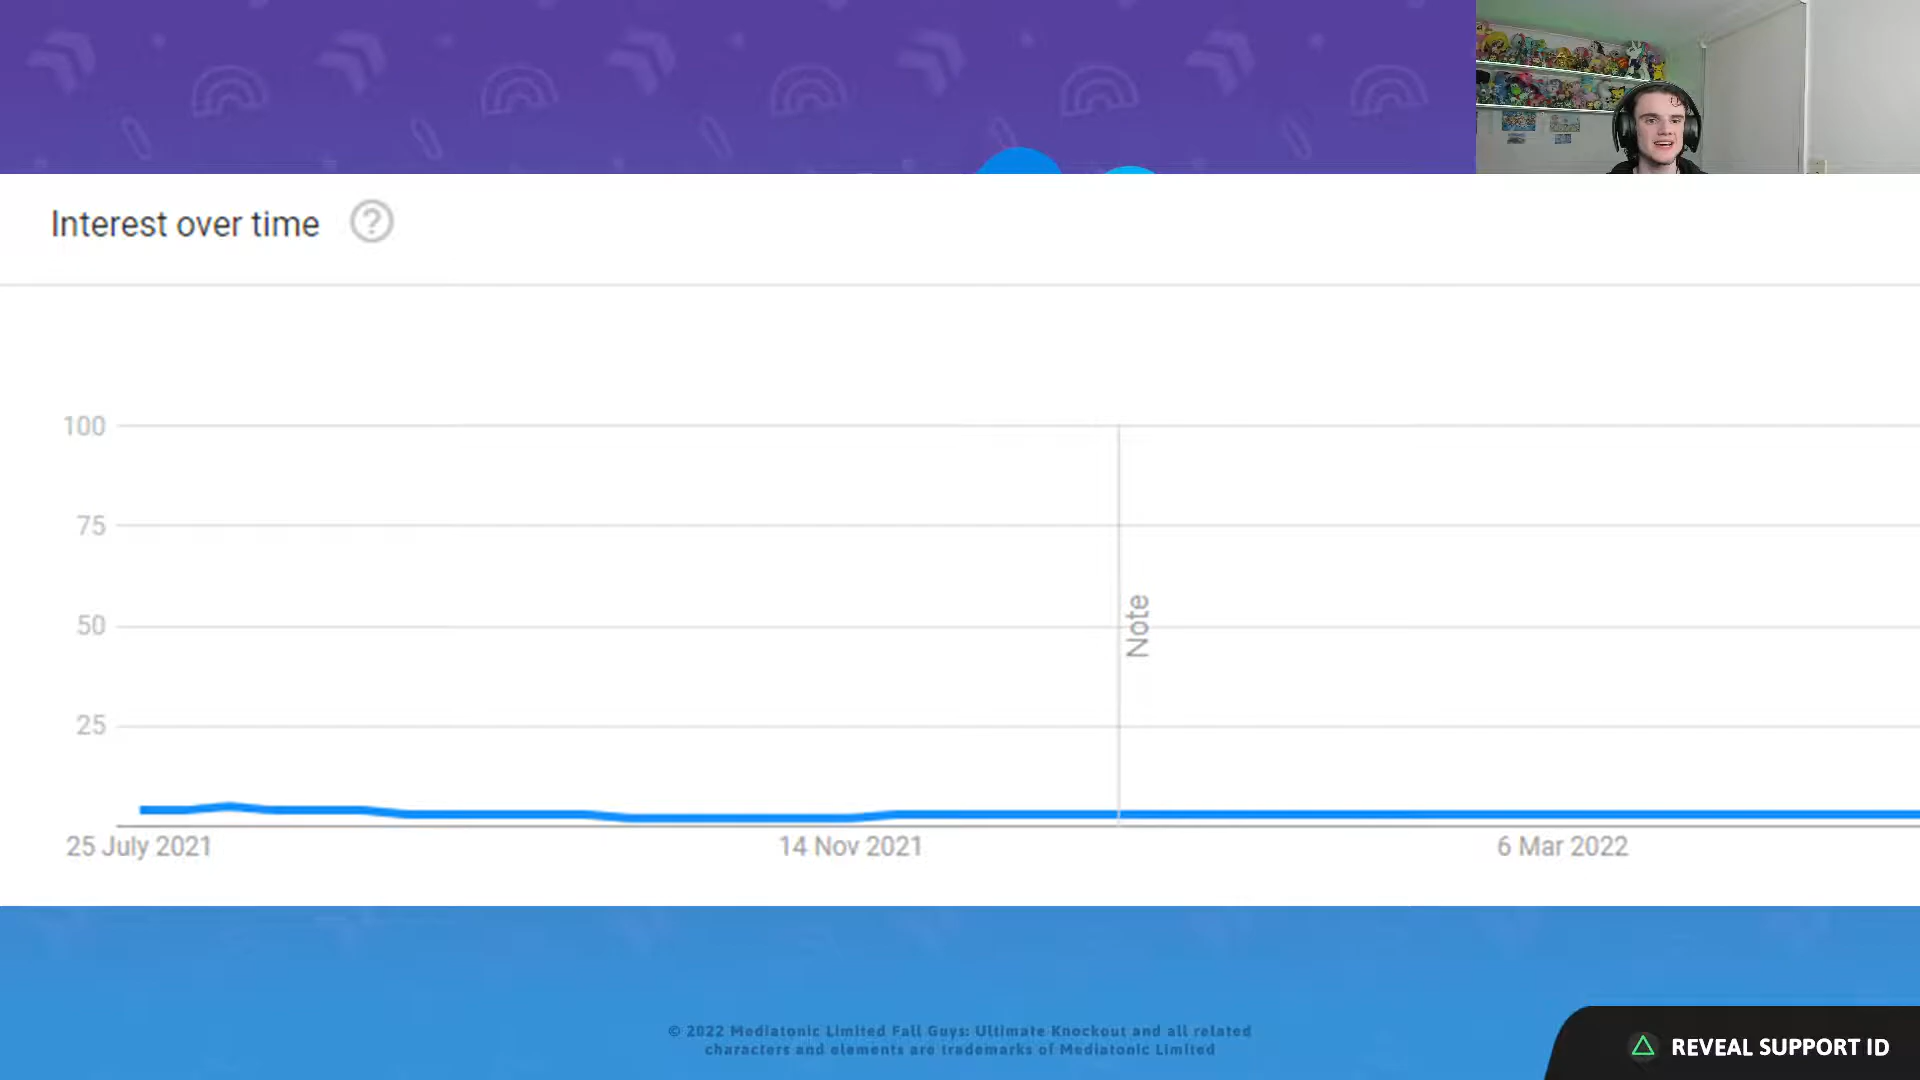 Interest over time ?
100
75
50
25
Note
25 July 2021 14 Nov 2021 6 Mar 2022
© 2022 Mediatonic Limited Fall Guys: Ultimate Knockout and all related
characters and elements are trademarks of Mediatonic Limited
REVEAL SUPPORT ID